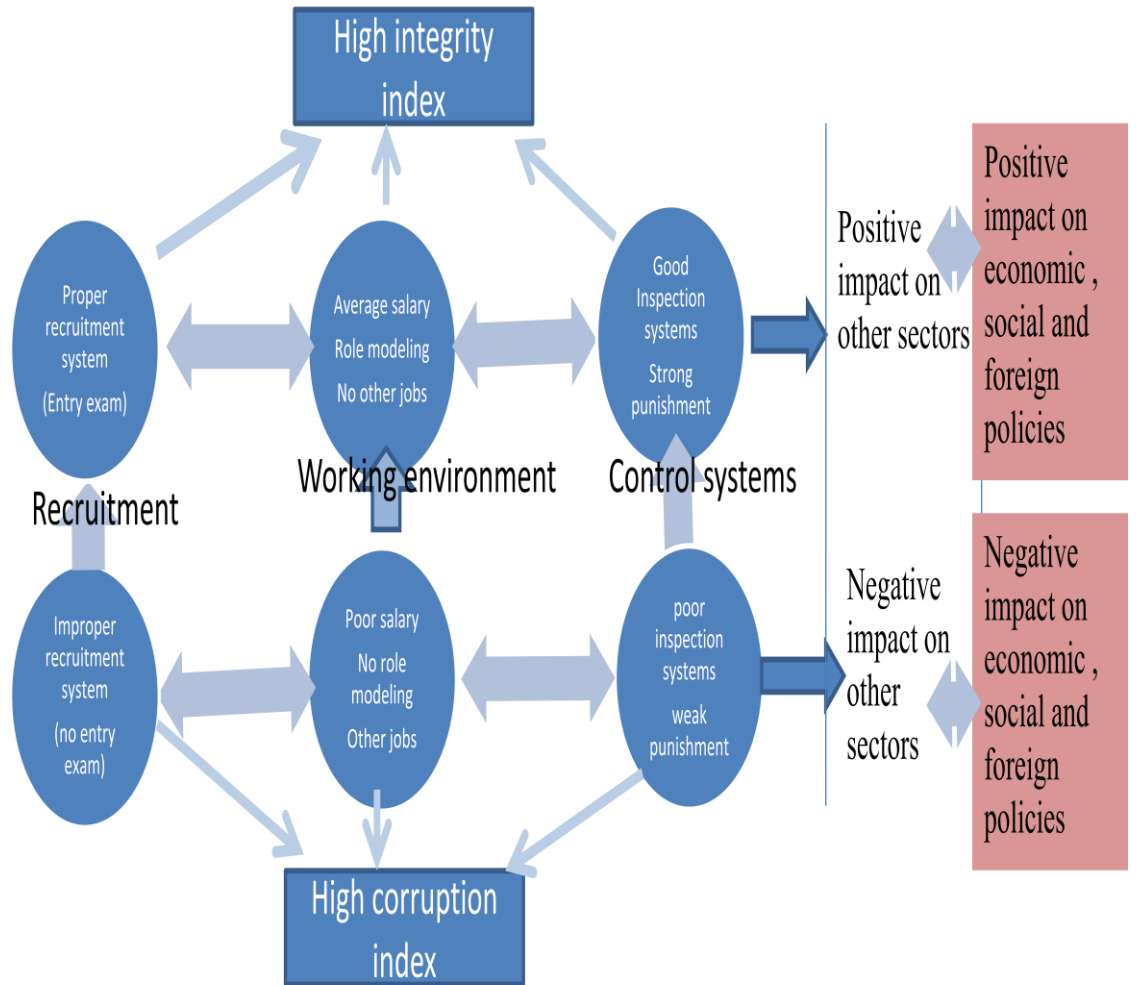 High integrity
index
Proper
recruitment
system
(Entry exam)
Average salary
Role modeling
No other jobs
Good
Inspection
systems
Strong
punishment
Positive
impact on
other sectors
Positive
impact on
economic ,
social and
foreign
policies
Recruitment
Working environment
Control systems
Improper
recruitment
system
(no entry
exam)
Poor salary
No role
modeling
Other jobs
poor
inspection
systems
weak
punishment
Negative
impact on
other
sectors
Negative
impact on
economic ,
social and
foreign
policies
High corruption
index